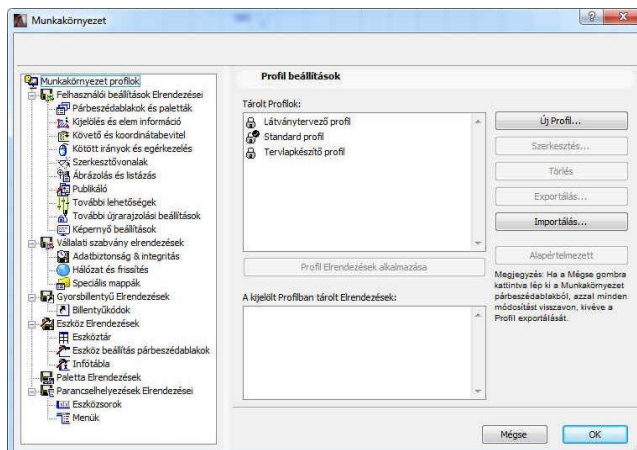 Munkakörnyezet
Munkakörnyezet profilok
Felhasználói beállítások Elrendezései
Párbeszédablakok és paletták
Kijelölés és elem információ
Követő és koordinátabevitel
Kötött irányok és egérkezelés
Szerkesztővonalak
Ábrázolás és listázás
Publikáló
További lehetőségek
További újrarajzolási beállítások
Képernyő beállítások
Vállalati szabvány elrendezések
Adatbiztonság & integritás
Hálózat és frissítés
Speciális mappák
Gyorsbillentyű Elrendezések
Billentyűkódok
Eszköz Elrendezések
Eszköztár
Eszköz beállítás párbeszédablakok
Infótábla
Paletta Elrendezések
Parancselhelyezések Elrendezései
Eszközsorok
Menük
Profil beállítások
Tárolt Profilok:
Látványtervező profil
Standard profil
Tervlapkészítő profil
Profil Elrendezések alkalmazása
A kijelölt Profilban tárolt Elrendezések:
Új Profil...
Szerkesztés...
Törlés
Exportálás...
Importálás...
Alapértelmezett
Megjegyzés: Ha a Mégse gombra
kattintva lép ki a Munkakörnyezet
párbeszédablakból, azzal minden
módosítást visszavon, kivéve a
Profil exportálását.
Mégse
OK